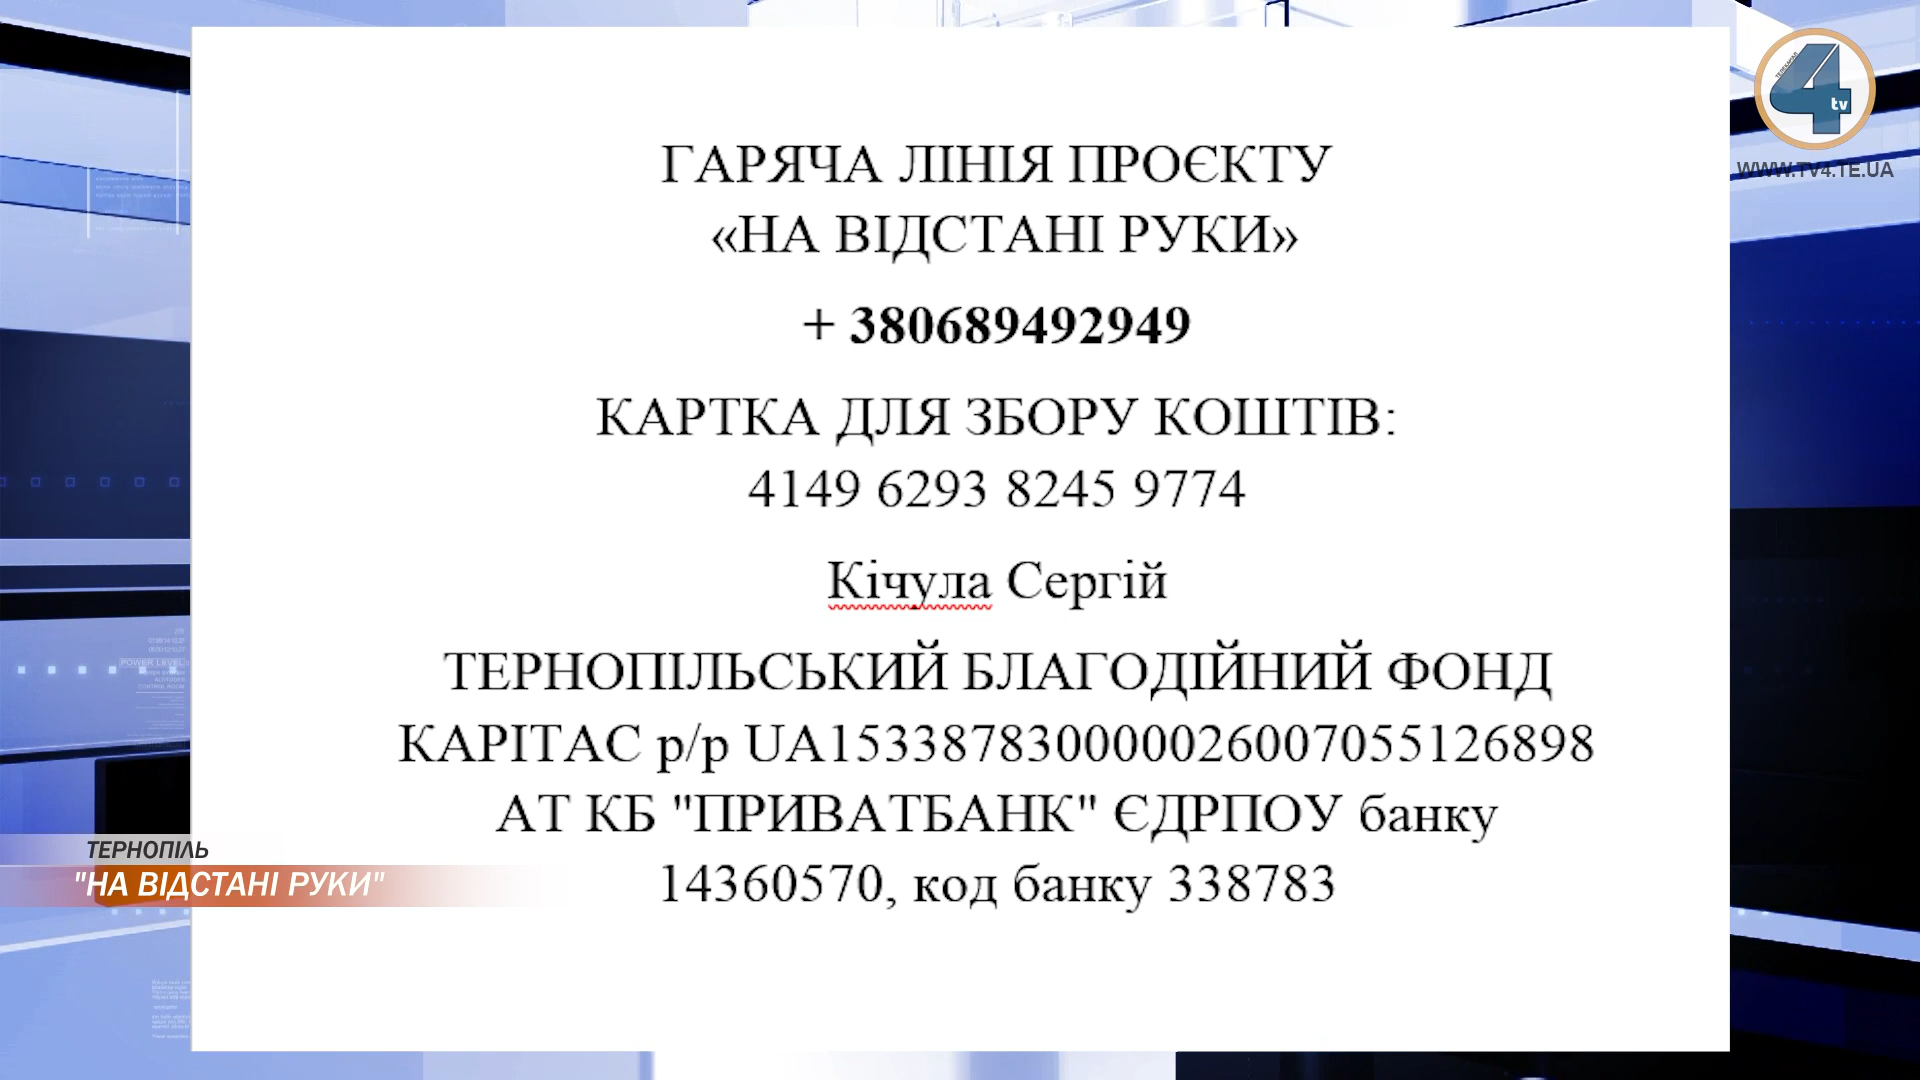 ГАРЯЧА ЛІНІЯ ПРОЄКТУ
«НА ВІДСТАНІ РУКИ»
+ 380689492949
КАРТКА ДЛЯ ЗБОРУ КОШТІВ:
4149 6293 8245 9774
Кічула Сергій
ТЕРНОПІЛЬСЬКИЙ БЛАГОДІЙНИЙ ФОНД
КАРІТАС р/р UA153387830000026007055126898
АТ КБ "ПРИВАТБАНК" ЄДРПОУ банку
14360570, код банку 338783
4 tv
WWW.TV4.TE.UA
ТЕРНОПІЛЬ
"НА ВІДСТАНІ РУКИ"
POWER LEVEL